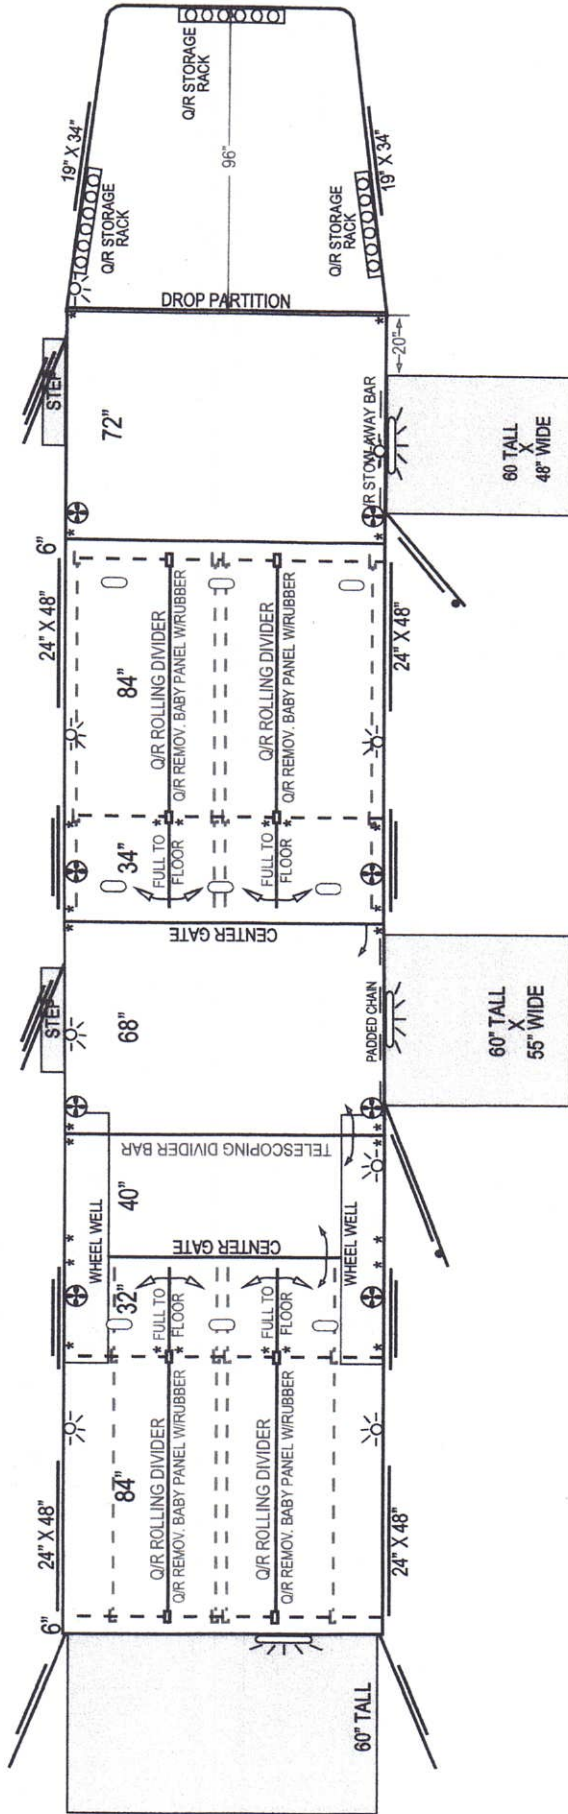 Q/R STORAGE
RACK
19" X 34"
Q/R STORAGE
RACK
96"
Q/R STORAGE
RACK
19" X 34"
DROP PARTITION
STEP
72"
20"
/R STOW-AWAY BAR
60 TALL
X
48" WIDE
6"
24" X 48"
84"
Q/R ROLLING DIVIDER
Q/R REMOV. BABY PANEL W/RUBBER
Q/R ROLLING DIVIDER
Q/R REMOV. BABY PANEL W/RUBBER
24" X 48"
34"
FULL TO
FLOOR
FULL TO
FLOOR
CENTER GATE
STEP
68"
PADDED CHAIN
60" TALL
X
55" WIDE
TELESCOPING DIVIDER BAR
WHEEL WELL
40"
WHEEL WELL
CENTER GATE
32"
FULL TO
FLOOR
FULL TO
FLOOR
24" X 48"
84"
Q/R ROLLING DIVIDER
Q/R REMOV. BABY PANEL W/RUBBER
Q/R ROLLING DIVIDER
Q/R REMOV. BABY PANEL W/RUBBER
24" X 48"
6"
60" TALL